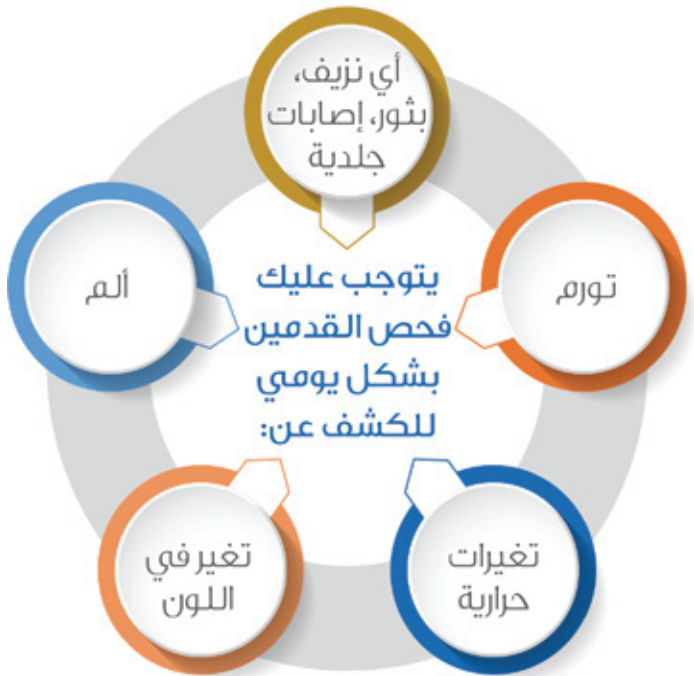 أي نزيف،
بثور، إصابات
جلدية
يتوجب عليك
فحص القدمين
بشكل يومي
للكشف عن:
تورم
تغيرات
حرارية
تغير في
اللون
ألم